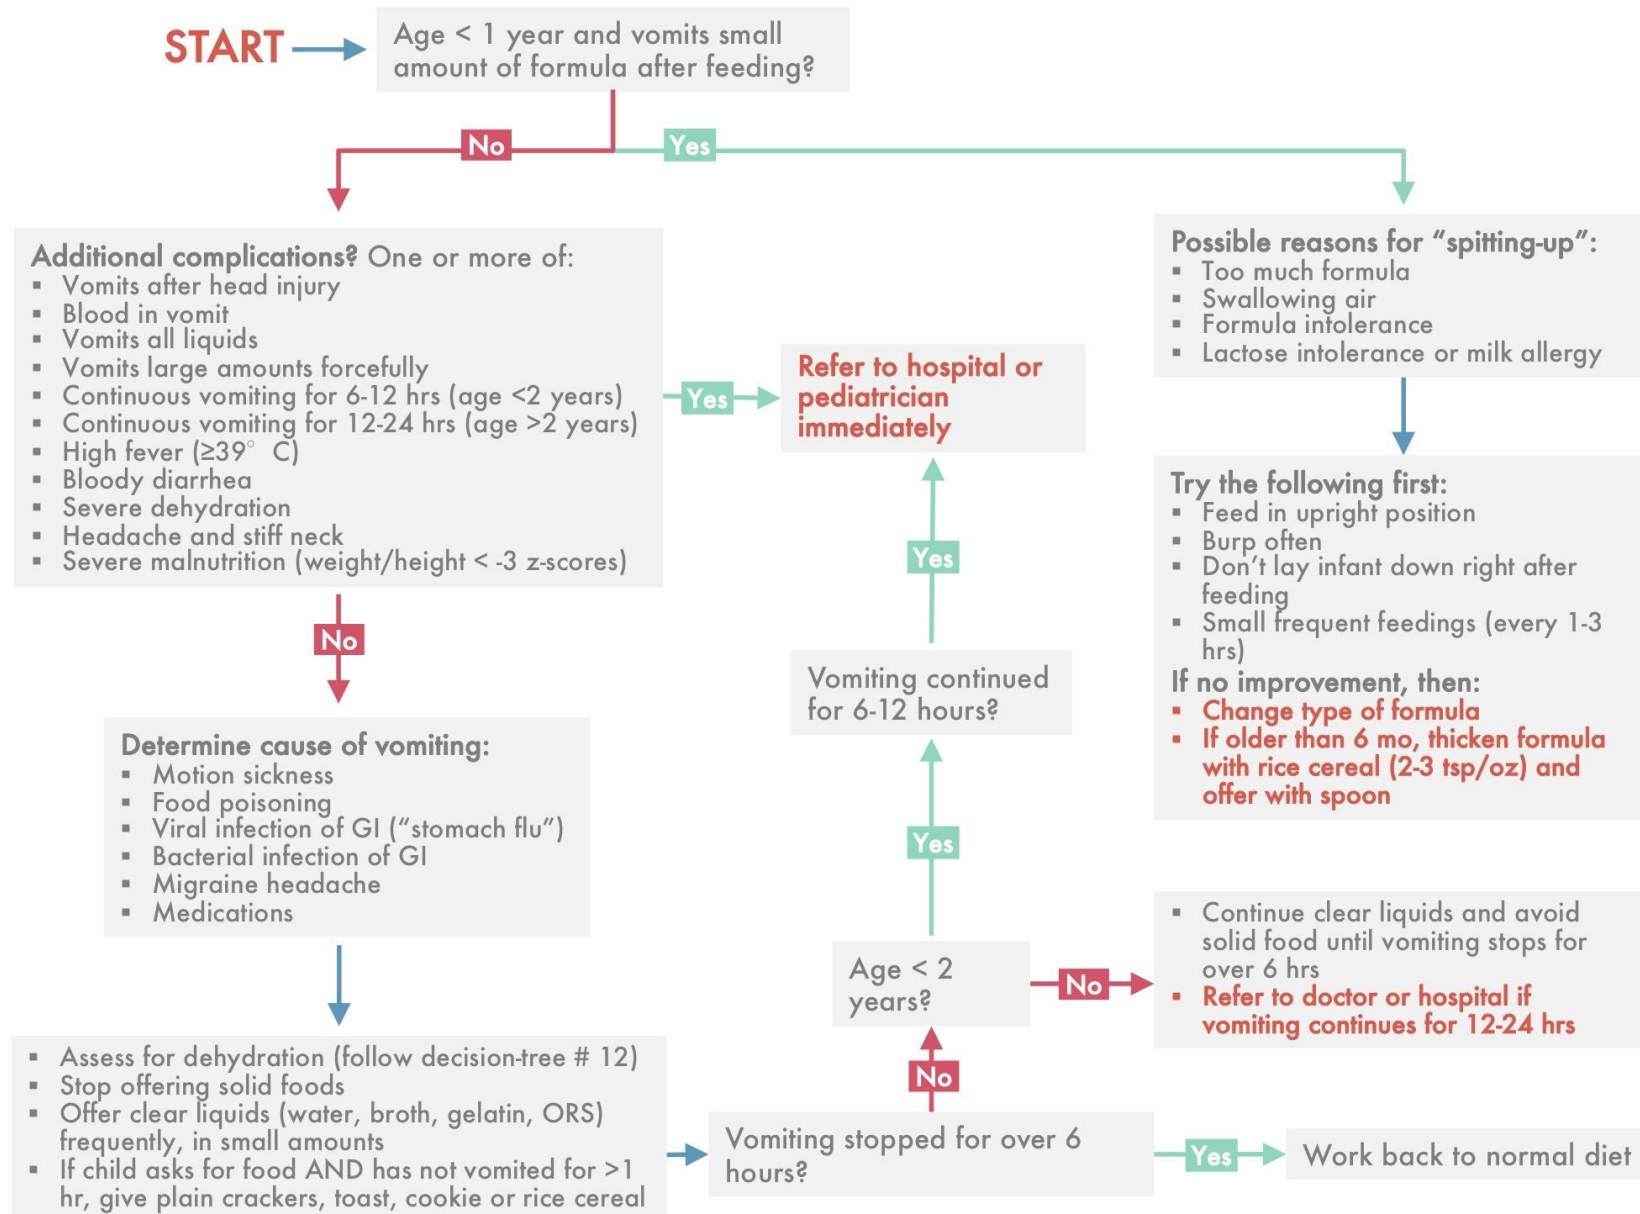 START
Age < 1 year and vomits small
amount of formula after feeding?
No
Yes
Additional complications? One or more of:
▪ Vomits after head injury
▪ Blood in vomit
▪ Vomits all liquids
▪ Vomits large amounts forcefully
▪ Continuous vomiting for 6-12 hrs (age <2 years)
▪ Continuous vomiting for 12-24 hrs (age >2 years)
▪ High fever (≥39° C)
▪ Bloody diarrhea
▪ Severe dehydration
▪ Headache and stiff neck
▪ Severe malnutrition (weight/height < -3 z-scores)
Yes
Refer to hospital or
pediatrician
immediately
Possible reasons for “spitting-up”:
▪ Too much formula
▪ Swallowing air
▪ Formula intolerance
▪ Lactose intolerance or milk allergy
Try the following first:
▪ Feed in upright position
▪ Burp often
▪ Don’t lay infant down right after
feeding
▪ Small frequent feedings (every 1-3
hrs)
If no improvement, then:
▪ Change type of formula
▪ If older than 6 mo, thicken formula
with rice cereal (2-3 tsp/oz) and
offer with spoon
No
Determine cause of vomiting:
▪ Motion sickness
▪ Food poisoning
▪ Viral infection of GI (“stomach flu”)
▪ Bacterial infection of GI
▪ Migraine headache
▪ Medications
Yes
Vomiting continued
for 6-12 hours?
Yes
Age < 2
years?
No
▪ Continue clear liquids and avoid
solid food until vomiting stops for
over 6 hrs
▪ Refer to doctor or hospital if
vomiting continues for 12-24 hrs
No
▪ Assess for dehydration (follow decision-tree # 12)
▪ Stop offering solid foods
▪ Offer clear liquids (water, broth, gelatin, ORS)
frequently, in small amounts
▪ If child asks for food AND has not vomited for >1
hr, give plain crackers, toast, cookie or rice cereal
Vomiting stopped for over 6
hours?
Yes
Work back to normal diet